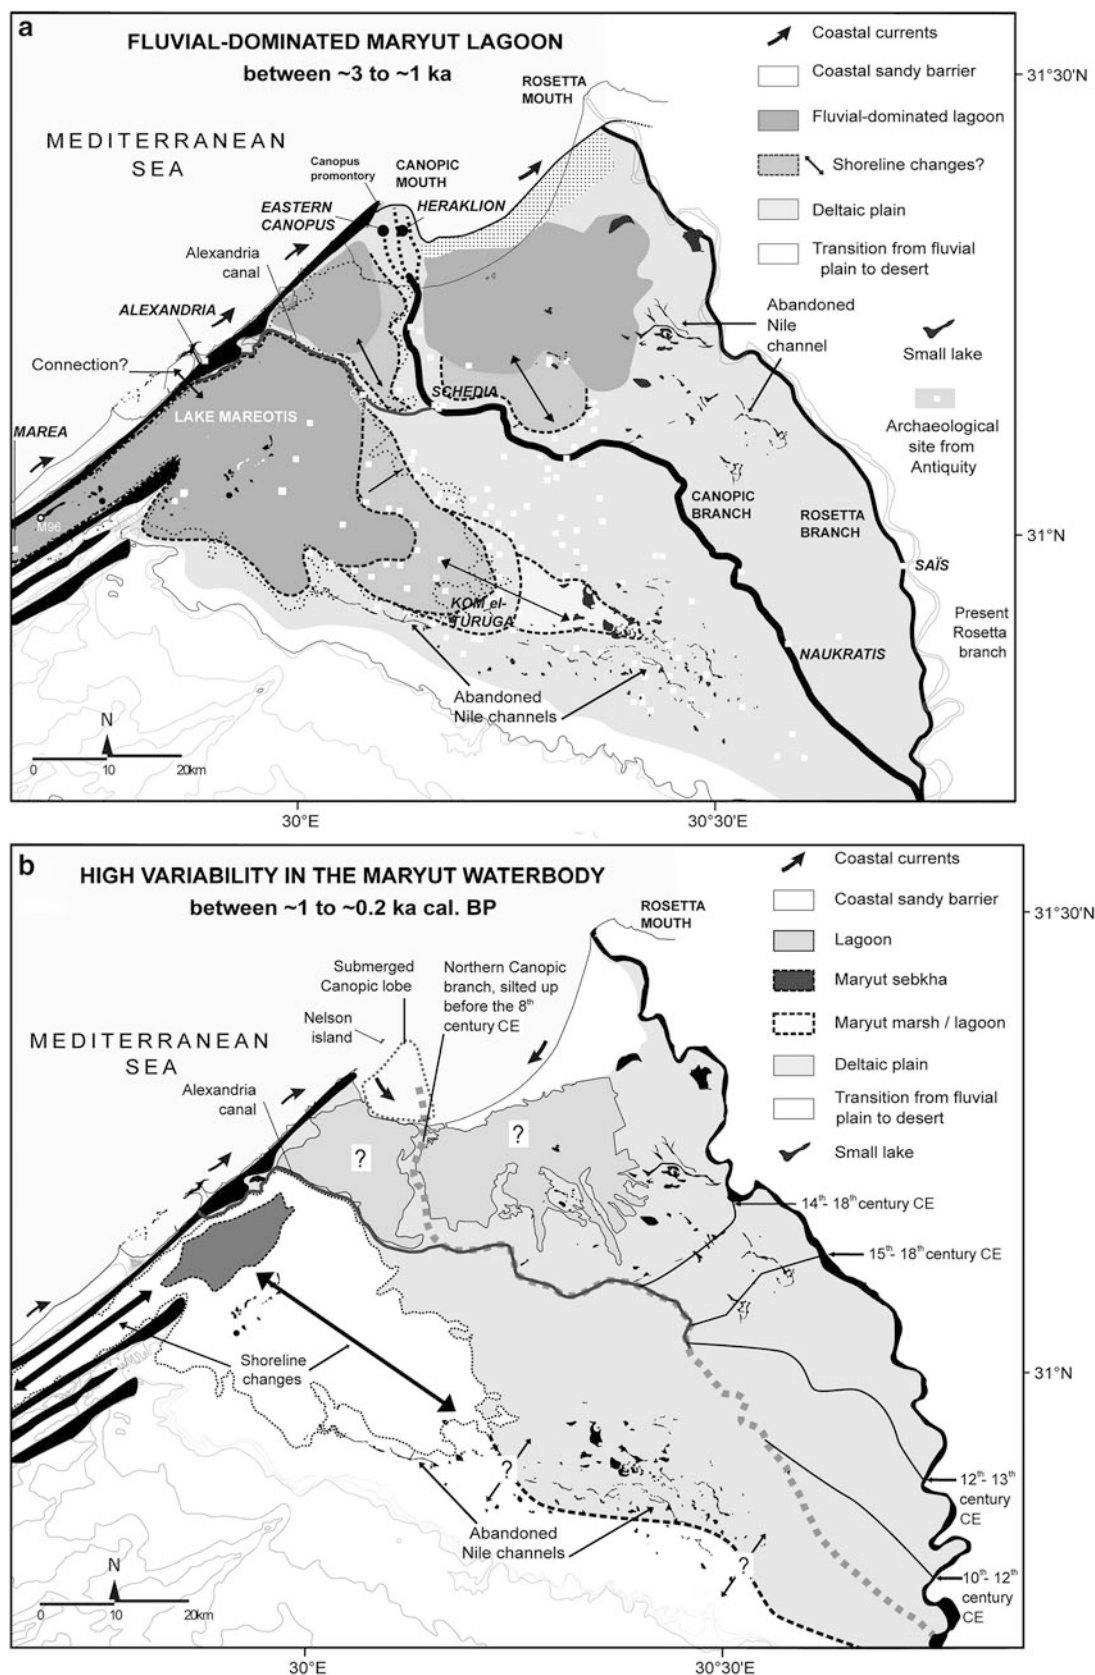 a
FLUVIAL-DOMINATED MARYUT LAGOON
between ~3 to ~1 ka
MEDITERRANEAN
SEA
ROSETTA
MOUTH
Canopus
promontory
CANOPIC
MOUTH
EASTERN
CANOPUS
HERAKLION
Alexandria
canal
ALEXANDRIA
Connection?
LAKE MAREOTIS
SCHEDIA
MAREA
M96
CANOPIC
BRANCH
ROSETTA
BRANCH
SAÏS
KOM el-
TURUGA
Present
Rosetta
branch
NAUKRATIS
Abandoned
Nile channels
Abandoned
Nile
channel
Coastal currents
Coastal sandy barrier
Fluvial-dominated lagoon
Shoreline changes?
Deltaic plain
Transition from fluvial
plain to desert
Small lake
Archaeological
site from
Antiquity
N
0 10 20km
31°30'N
31°N
30°E
30°30'E
b
HIGH VARIABILITY IN THE MARYUT WATERBODY
between ~1 to ~0.2 ka cal. BP
MEDITERRANEAN
SEA
ROSETTA
MOUTH
Submerged
Canopic lobe
Nelson
island
Northern Canopic
branch, silted up
before the 8th
century CE
Alexandria
canal
?
?
Shoreline
changes
?
?
Abandoned
Nile channels
14th- 18th century CE
15th- 18th century CE
12th- 13th
century
CE
10th- 12th
century
CE
Coastal currents
Coastal sandy barrier
Lagoon
Maryut sebkha
Maryut marsh / lagoon
Deltaic plain
Transition from fluvial
plain to desert
Small lake
N
0 10 20km
31°30'N
31°N
30°E
30°30'E